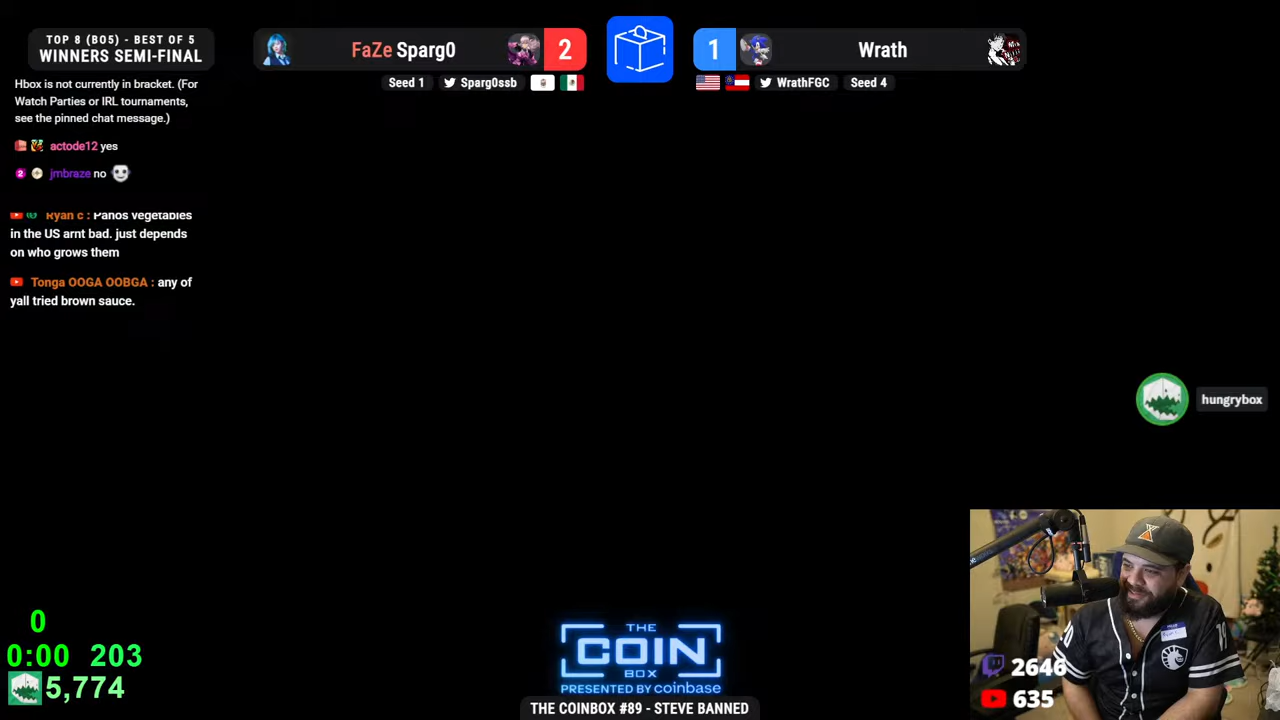 TOP 8 (BO5) - BEST OF 5
WINNERS SEMI-FINAL
FaZe Sparg0
2
1
Wrath
Seed 1
Sparg0ssb
WrathFGC
Seed 4
Hbox is not currently in bracket. (For
Watch Parties or IRL tournaments,
see the pinned chat message.)
actode12 yes
2 jmbraze no
Ryan c : Panos vegetables
in the US arnt bad. just depends
on who grows them
Tonga OOGA OOBGA : any of
yall tried brown sauce.
hungrybox
0
0:00 203
5,774
THE
COIN
BOX
PRESENTED BY coinbase
THE COINBOX #89 - STEVE BANNED
2646
635